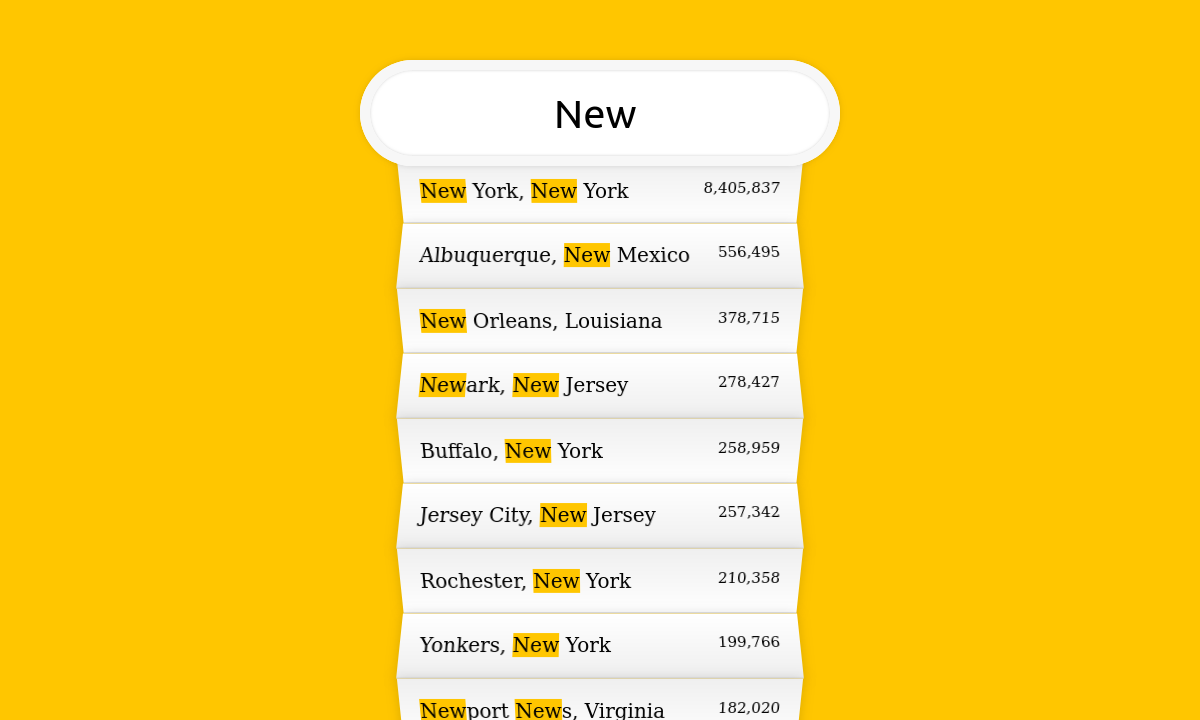 New
New York, New York 8,405,837
Albuquerque, New Mexico 556,495
New Orleans, Louisiana 378,715
Newark, New Jersey 278,427
Buffalo, New York 258,959
Jersey City, New Jersey 257,342
Rochester, New York 210,358
Yonkers, New York 199,766
Newport News, Virginia 182,020